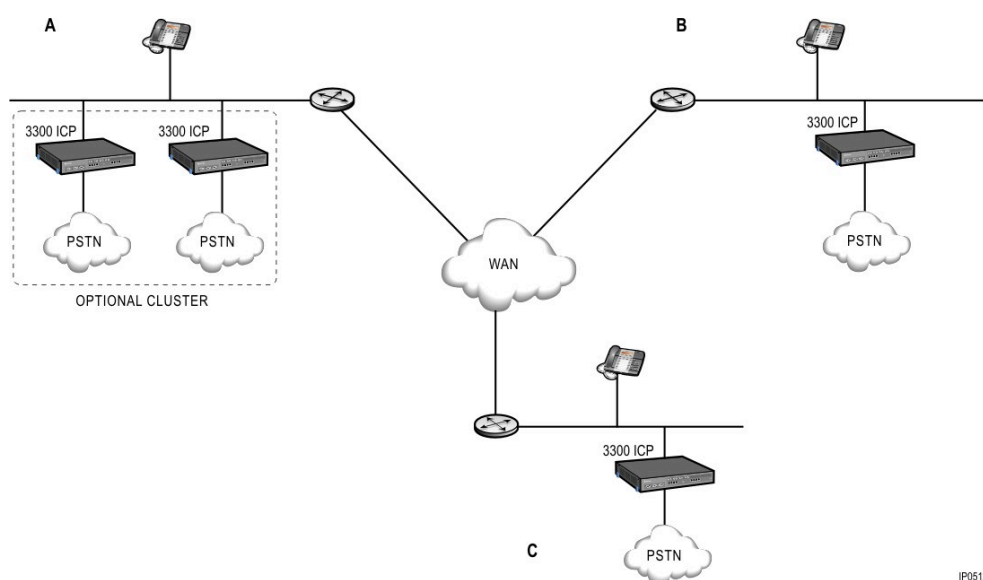 A
B
3300 ICP
3300 ICP
3300 ICP
PSTN
PSTN
PSTN
OPTIONAL CLUSTER
WAN
3300 ICP
PSTN
C
IP051